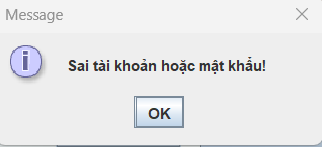 Message
Sai tài khoản hoặc mật khẩu!
OK